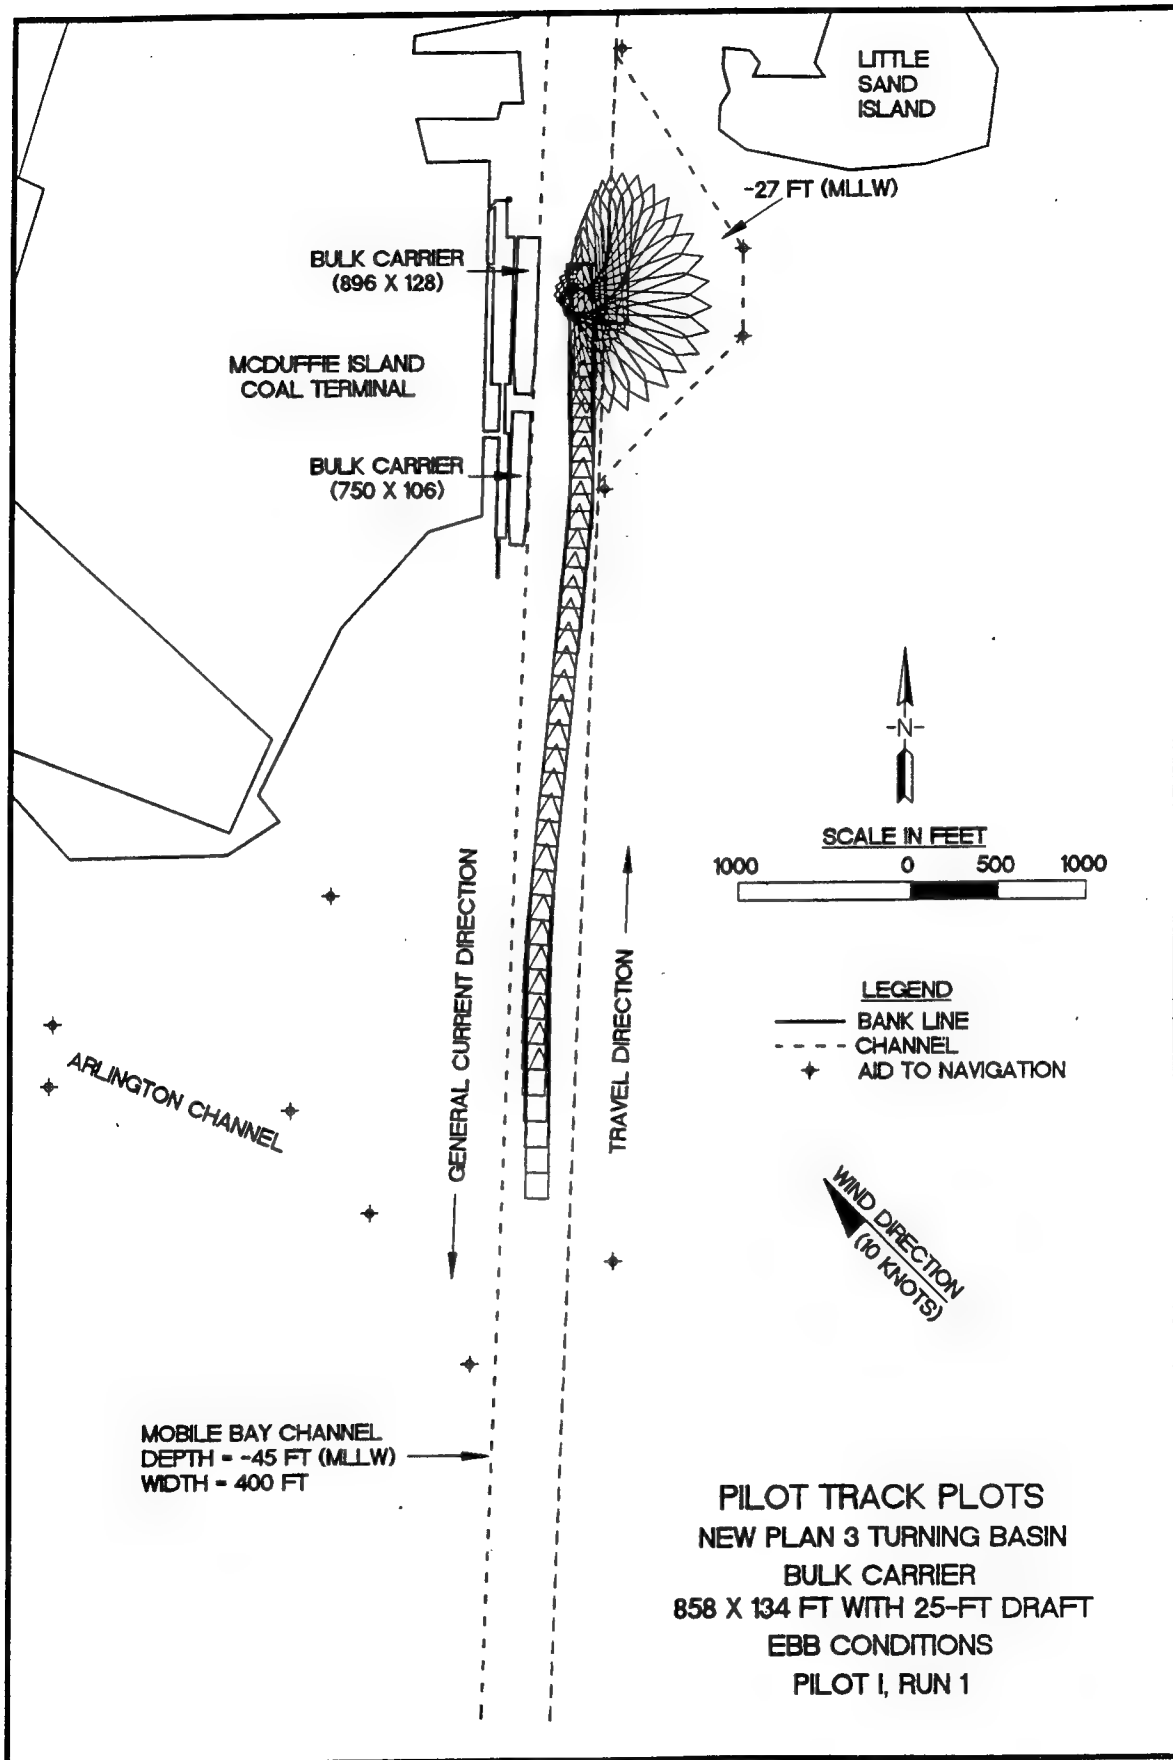 LITTLE
SAND
ISLAND
-27 FT (MLLW)
BULK CARRIER
(896 X 128)
MCDUFFIE ISLAND
COAL TERMINAL
BULK CARRIER
(750 X 106)
-N-
SCALE IN FEET
1000 0 500 1000
GENERAL CURRENT DIRECTION
TRAVEL DIRECTION
LEGEND
BANK LINE
CHANNEL
AID TO NAVIGATION
ARLINGTON CHANNEL
WIND DIRECTION
(10 KNOTS)
MOBILE BAY CHANNEL
DEPTH = -45 FT (MLLW)
WIDTH = 400 FT
PILOT TRACK PLOTS
NEW PLAN 3 TURNING BASIN
BULK CARRIER
858 X 134 FT WITH 25-FT DRAFT
EBB CONDITIONS
PILOT I, RUN 1